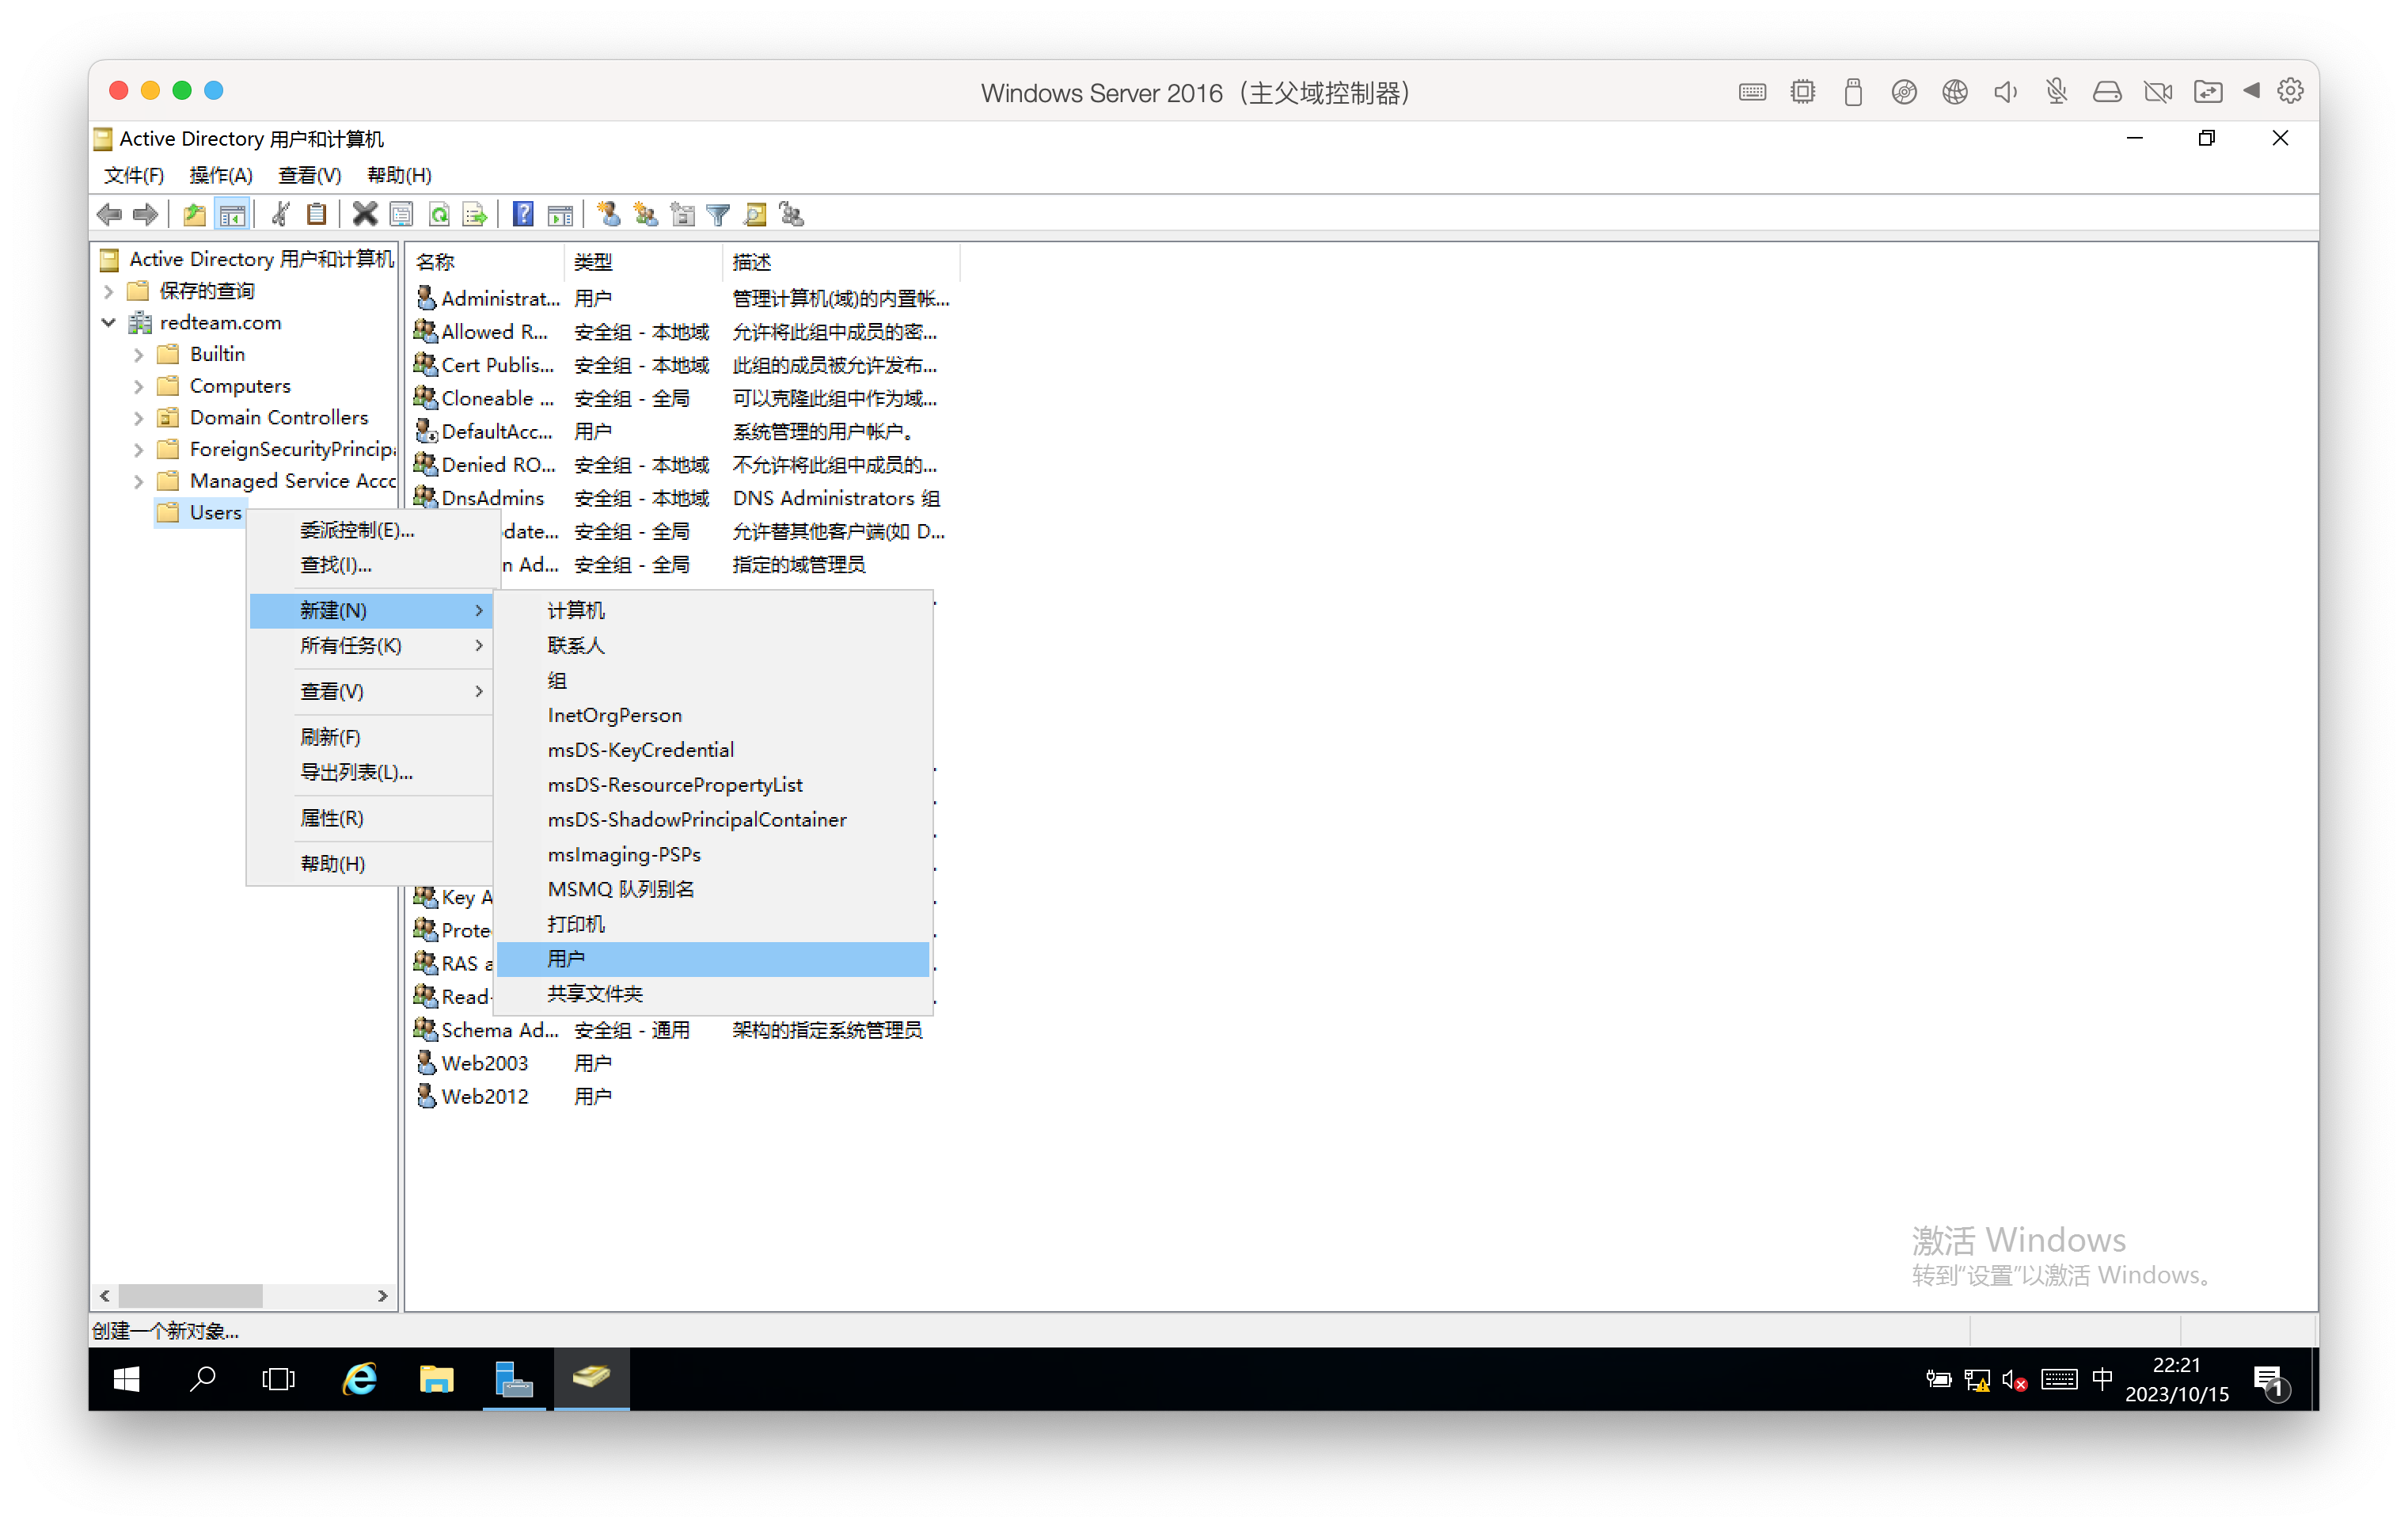 Windows Server 2016（主父域控制器）
Active Directory 用户和计算机
文件(F) 操作(A) 查看(V) 帮助(H)
Active Directory 用户和计算机
保存的查询
redteam.com
Builtin
Computers
Domain Controllers
ForeignSecurityPrincip
Managed Service Acc
Users
名称 类型 描述
Administrat... 用户 管理计算机(域)的内置帐...
Allowed R... 安全组 - 本地域 允许将此组中成员的密...
Cert Publis... 安全组 - 本地域 此组的成员被允许发布...
Cloneable ... 安全组 - 全局 可以克隆此组中作为域...
DefaultAcc... 用户 系统管理的用户帐户。
Denied RO... 安全组 - 本地域 不允许将此组中成员的...
DnsAdmins 安全组 - 本地域 DNS Administrators 组
date... 安全组 - 全局 允许替其他客户端(如 D...
n Ad... 安全组 - 全局 指定的域管理员
委派控制(E)...
查找(I)...
新建(N)
所有任务(K)
查看(V)
刷新(F)
导出列表(L)...
属性(R)
帮助(H)
计算机
联系人
组
InetOrgPerson
msDS-KeyCredential
msDS-ResourcePropertyList
msDS-ShadowPrincipalContainer
msImaging-PSPs
MSMQ 队列别名
打印机
用户
共享文件夹
Key A
Prote
RAS a
Read-
Schema Ad... 安全组 - 通用 架构的指定系统管理员
Web2003 用户
Web2012 用户
激活 Windows
转到“设置”以激活 Windows。
创建一个新对象...
中
22:21
2023/10/15
1